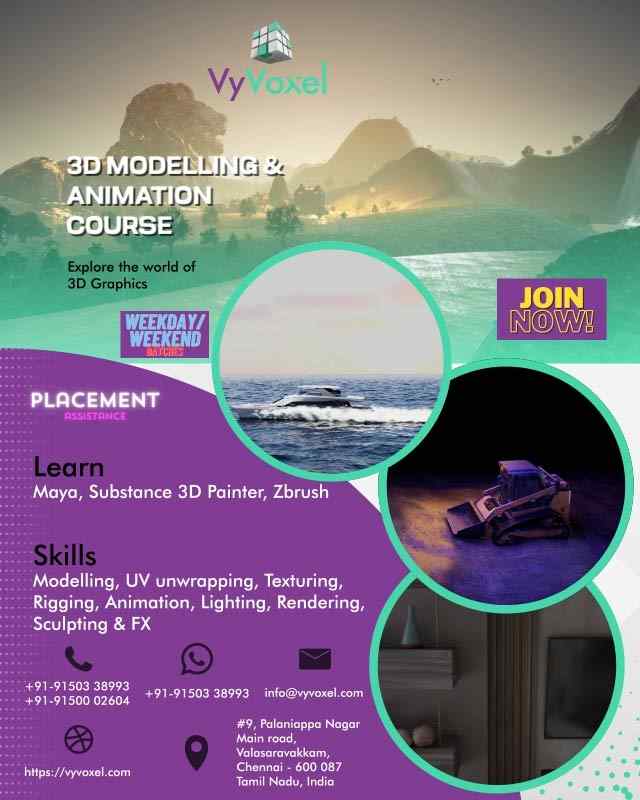 VyVoxel
3D MODELLING &
ANIMATION
COURSE
Explore the world of
3D Graphics
JOIN
NOW!
WEEKDAY/
WEEKEND
BATCHES
PLACEMENT
ASSISTANCE
Learn
Maya, Substance 3D Painter, Zbrush
Skills
Modelling, UV unwrapping, Texturing,
Rigging, Animation, Lighting, Rendering,
Sculpting & FX
+91-91503 38993
+91-91500 02604
+91-91503 38993
info@vyvoxel.com
https://vyvoxel.com
#9, Palaniappa Nagar
Main road,
Valasaravakkam,
Chennai - 600 087
Tamil Nadu, India